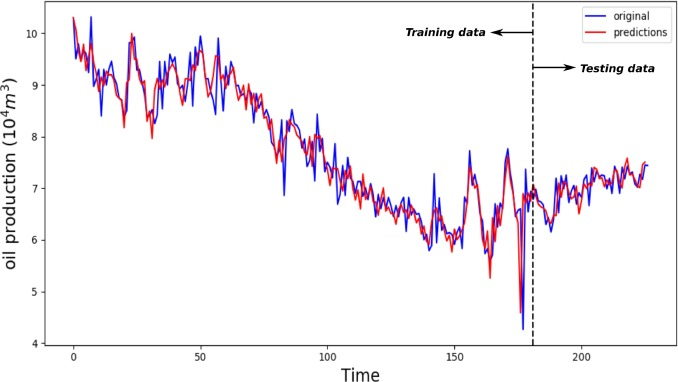 original
predictions
Training data
Testing data
oil production (10⁴m³)
10
9
8
7
6
5
4
0
50
100
150
200
Time